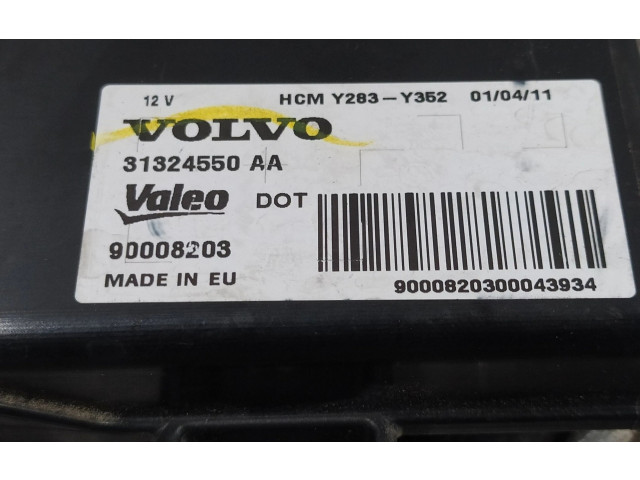 12 V HCM Y283-Y352 01/04/11
VOLVO
31324550 AA
Valeo DOT
90008203
MADE IN EU
9000820300043934